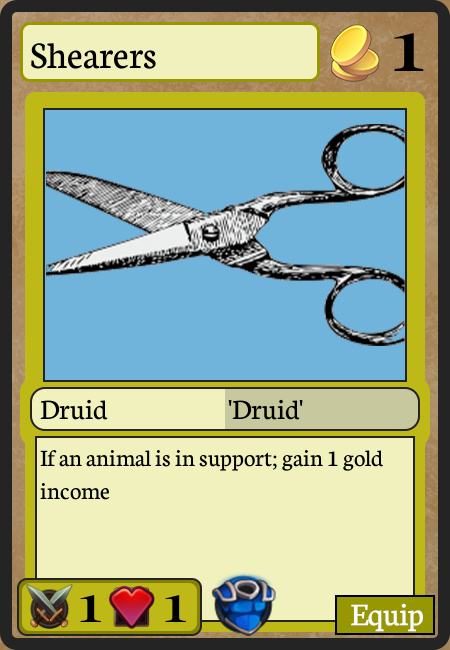 Shearers 1
Druid 'Druid'
If an animal is in support; gain 1 gold
income
1 1
Equip